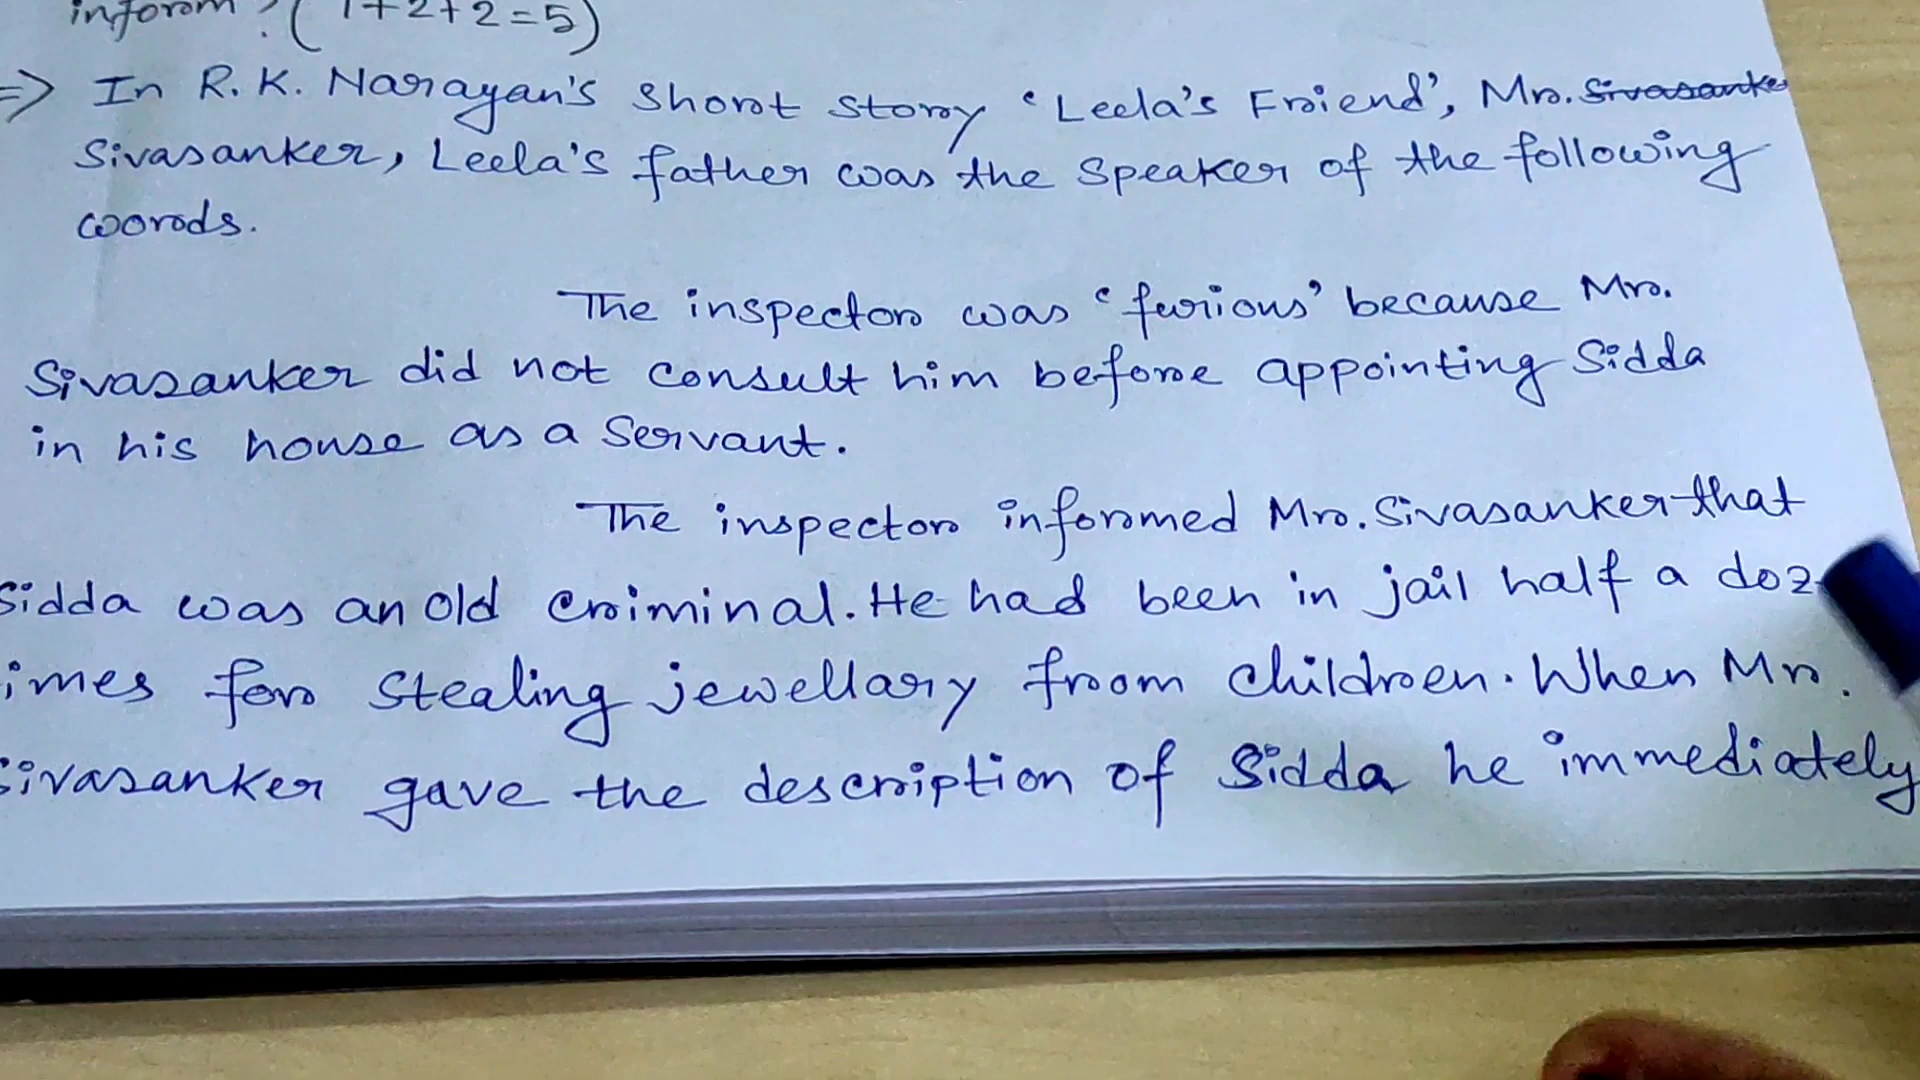 inform? (1+2+2=5)
=> In R.K. Narayan's short story 'Leela's Friend', Mr. Sivasanke
Sivasanker, Leela's father was the speaker of the following
words.
The inspector was 'furious' because Mr.
Sivasanker did not consult him before appointing Sidda
in his house as a servant.
The inspector informed Mr. Sivasanker that
Sidda was an old criminal. He had been in jail half a doz
imes for stealing jewellary from children. When Mr.
Sivasanker gave the description of Sidda he immediately